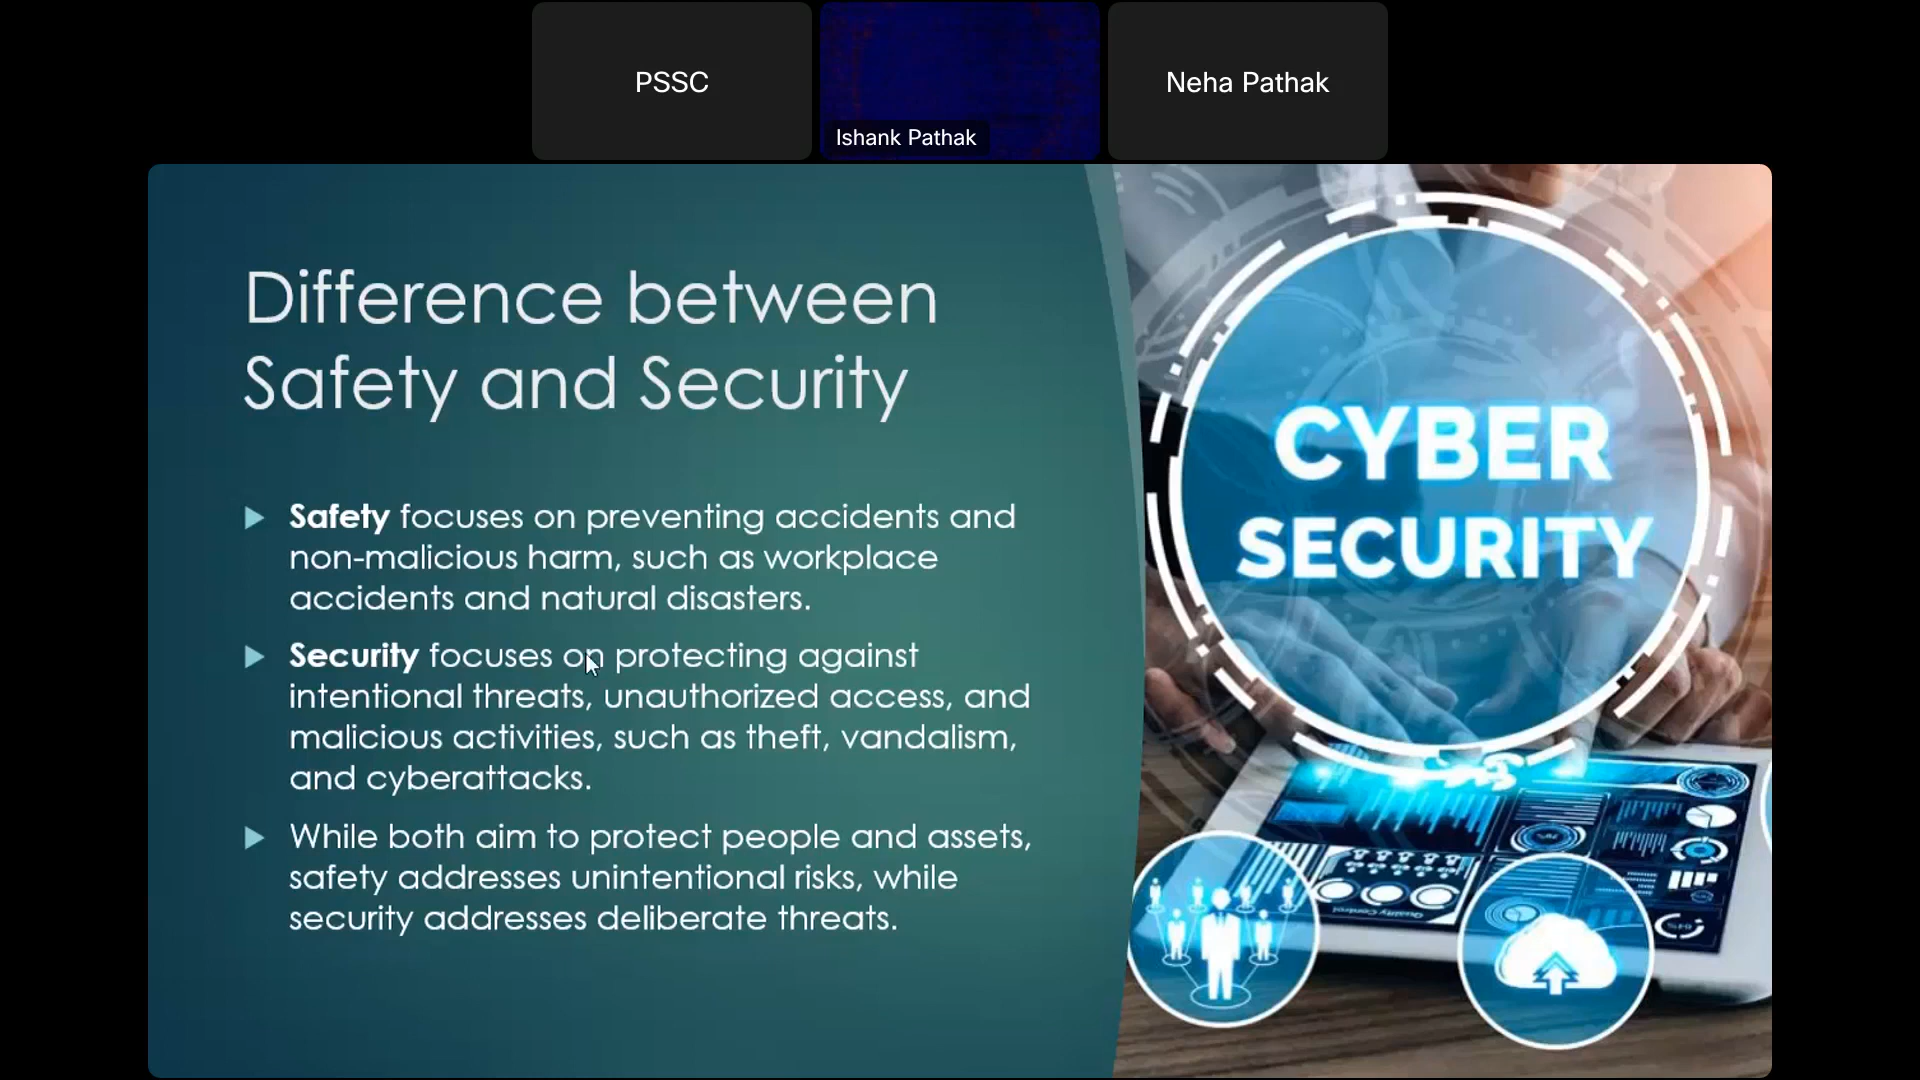 PSSC
Ishank Pathak
Neha Pathak
Difference between
Safety and Security
Safety focuses on preventing accidents and
non-malicious harm, such as workplace
accidents and natural disasters.
Security focuses on protecting against
intentional threats, unauthorized access, and
malicious activities, such as theft, vandalism,
and cyberattacks.
While both aim to protect people and assets,
safety addresses unintentional risks, while
security addresses deliberate threats.
CYBER
SECURITY
Quality Control